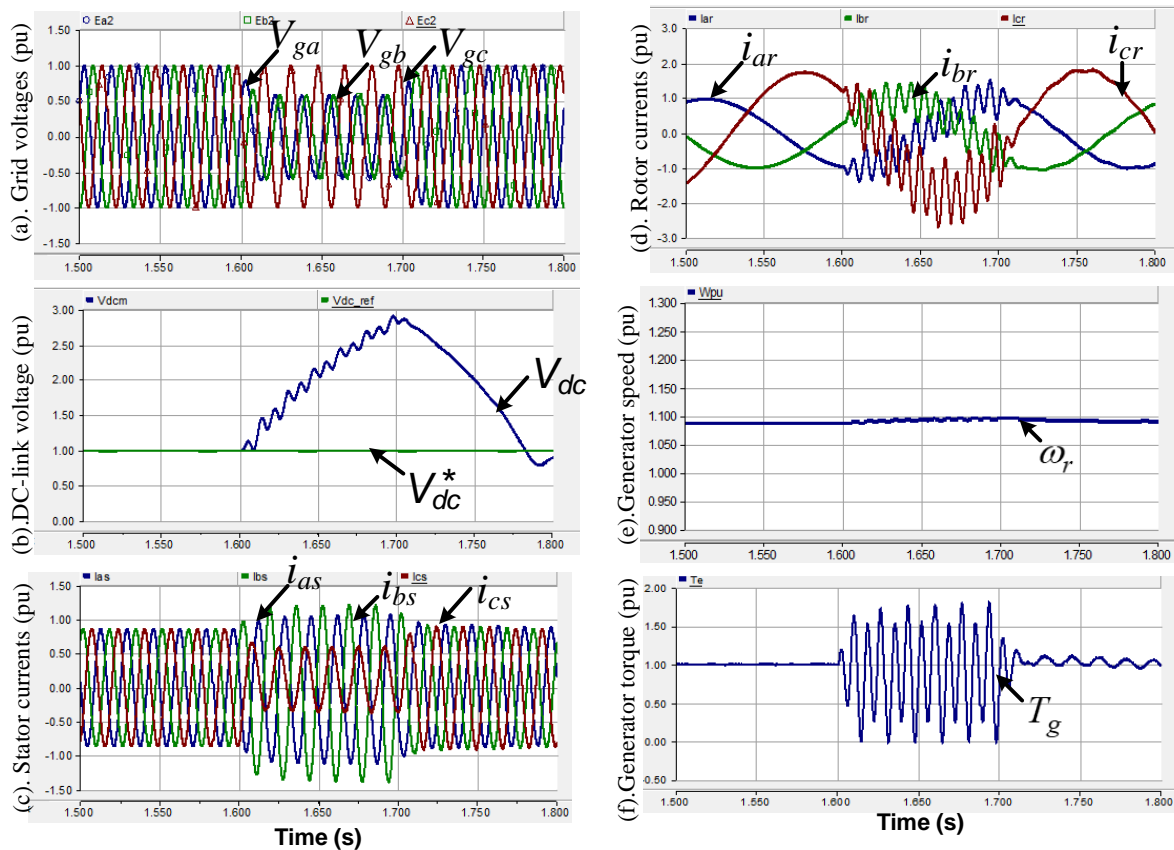 (a). Grid voltages (pu)
Ea2 Eb2 Ec2
1.50
1.00
0.50
0.00
-0.50
-1.00
-1.50
V_ga V_gb V_gc
1.500 1.550 1.600 1.650 1.700 1.750 1.800
(b).DC-link voltage (pu)
Vdcm Vdc_ref
3.00
2.50
2.00
1.50
1.00
0.50
0.00
V_dc
V*_dc
1.500 1.550 1.600 1.650 1.700 1.750 1.800
(c). Stator currents (pu)
Ias Ibs Ics
1.50
1.00
0.50
0.00
-0.50
-1.00
-1.50
i_as i_bs i_cs
1.500 1.550 1.600 1.650 1.700 1.750 1.800
Time (s)
(d). Rotor currents (pu)
Iar Ibr Icr
3.0
2.0
1.0
0.0
-1.0
-2.0
-3.0
i_ar i_br i_cr
1.500 1.550 1.600 1.650 1.700 1.750 1.800
(e).Generator speed (pu)
Wpu
1.300
1.250
1.200
1.150
1.100
1.050
1.000
0.950
0.900
ω_r
1.500 1.550 1.600 1.650 1.700 1.750 1.800
(f).Generator torque (pu)
Te
2.00
1.50
1.00
0.50
0.00
-0.50
T_g
1.500 1.550 1.600 1.650 1.700 1.750 1.800
Time (s)